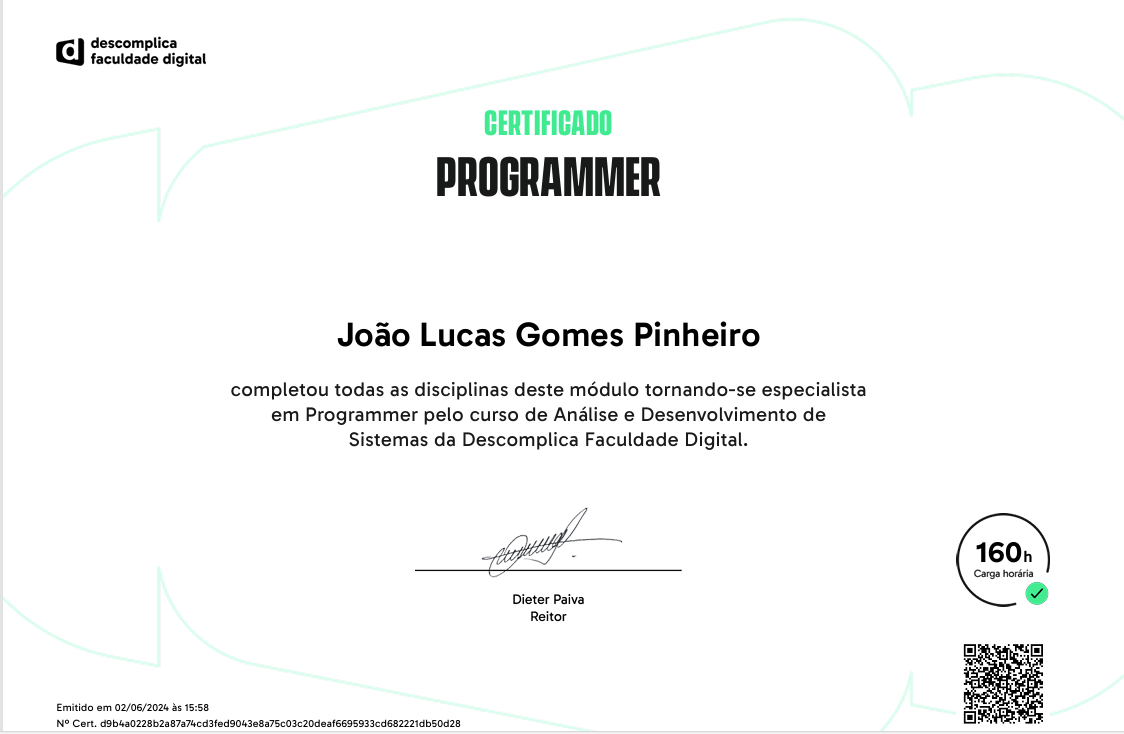 descomplica
faculdade digital
CERTIFICADO
PROGRAMMER
João Lucas Gomes Pinheiro
completou todas as disciplinas deste módulo tornando-se especialista
em Programmer pelo curso de Análise e Desenvolvimento de
Sistemas da Descomplica Faculdade Digital.
Dieter Paiva
Reitor
160h
Carga horária
Emitido em 02/06/2024 às 15:58
Nº Cert. d9b4a0228b2a87a74cd3fed9043e8a75c03c20deaf6695933cd682221db50d28